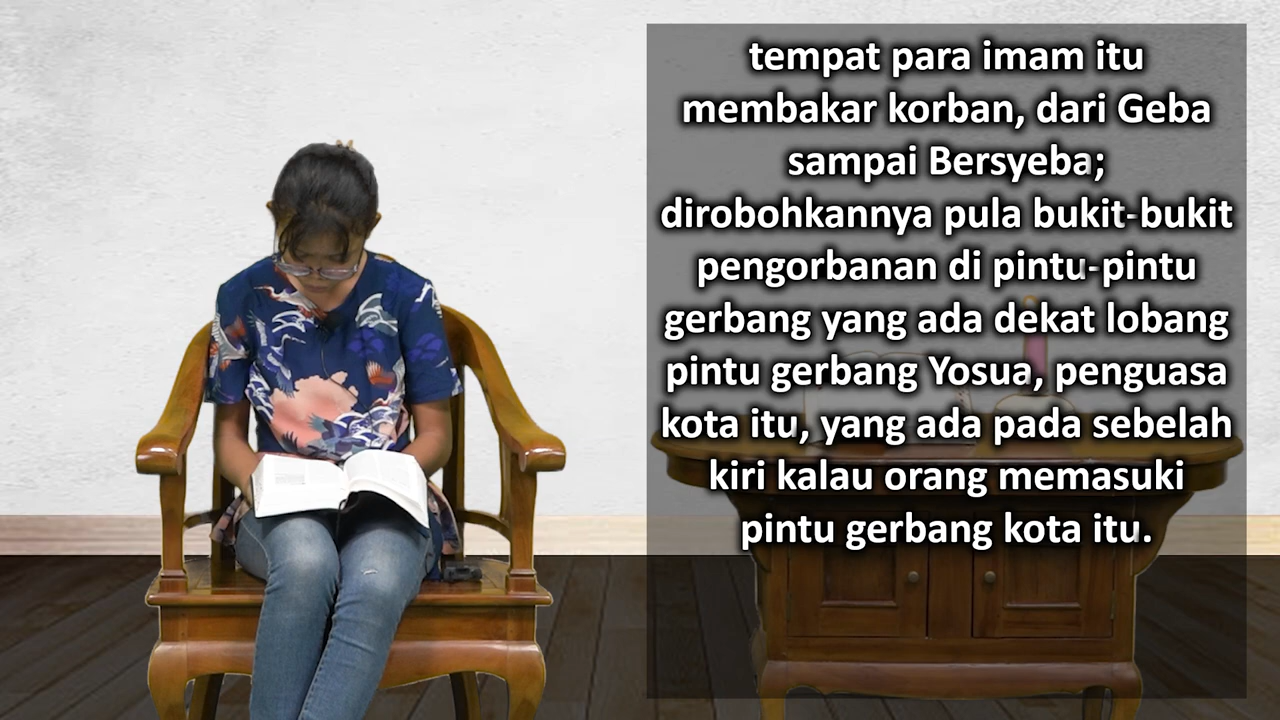 tempat para imam itu
membakar korban, dari Geba
sampai Bersyeba;
dirobohkannya pula bukit-bukit
pengorbanan di pintu-pintu
gerbang yang ada dekat lobang
pintu gerbang Yosua, penguasa
kota itu, yang ada pada sebelah
kiri kalau orang memasuki
pintu gerbang kota itu.